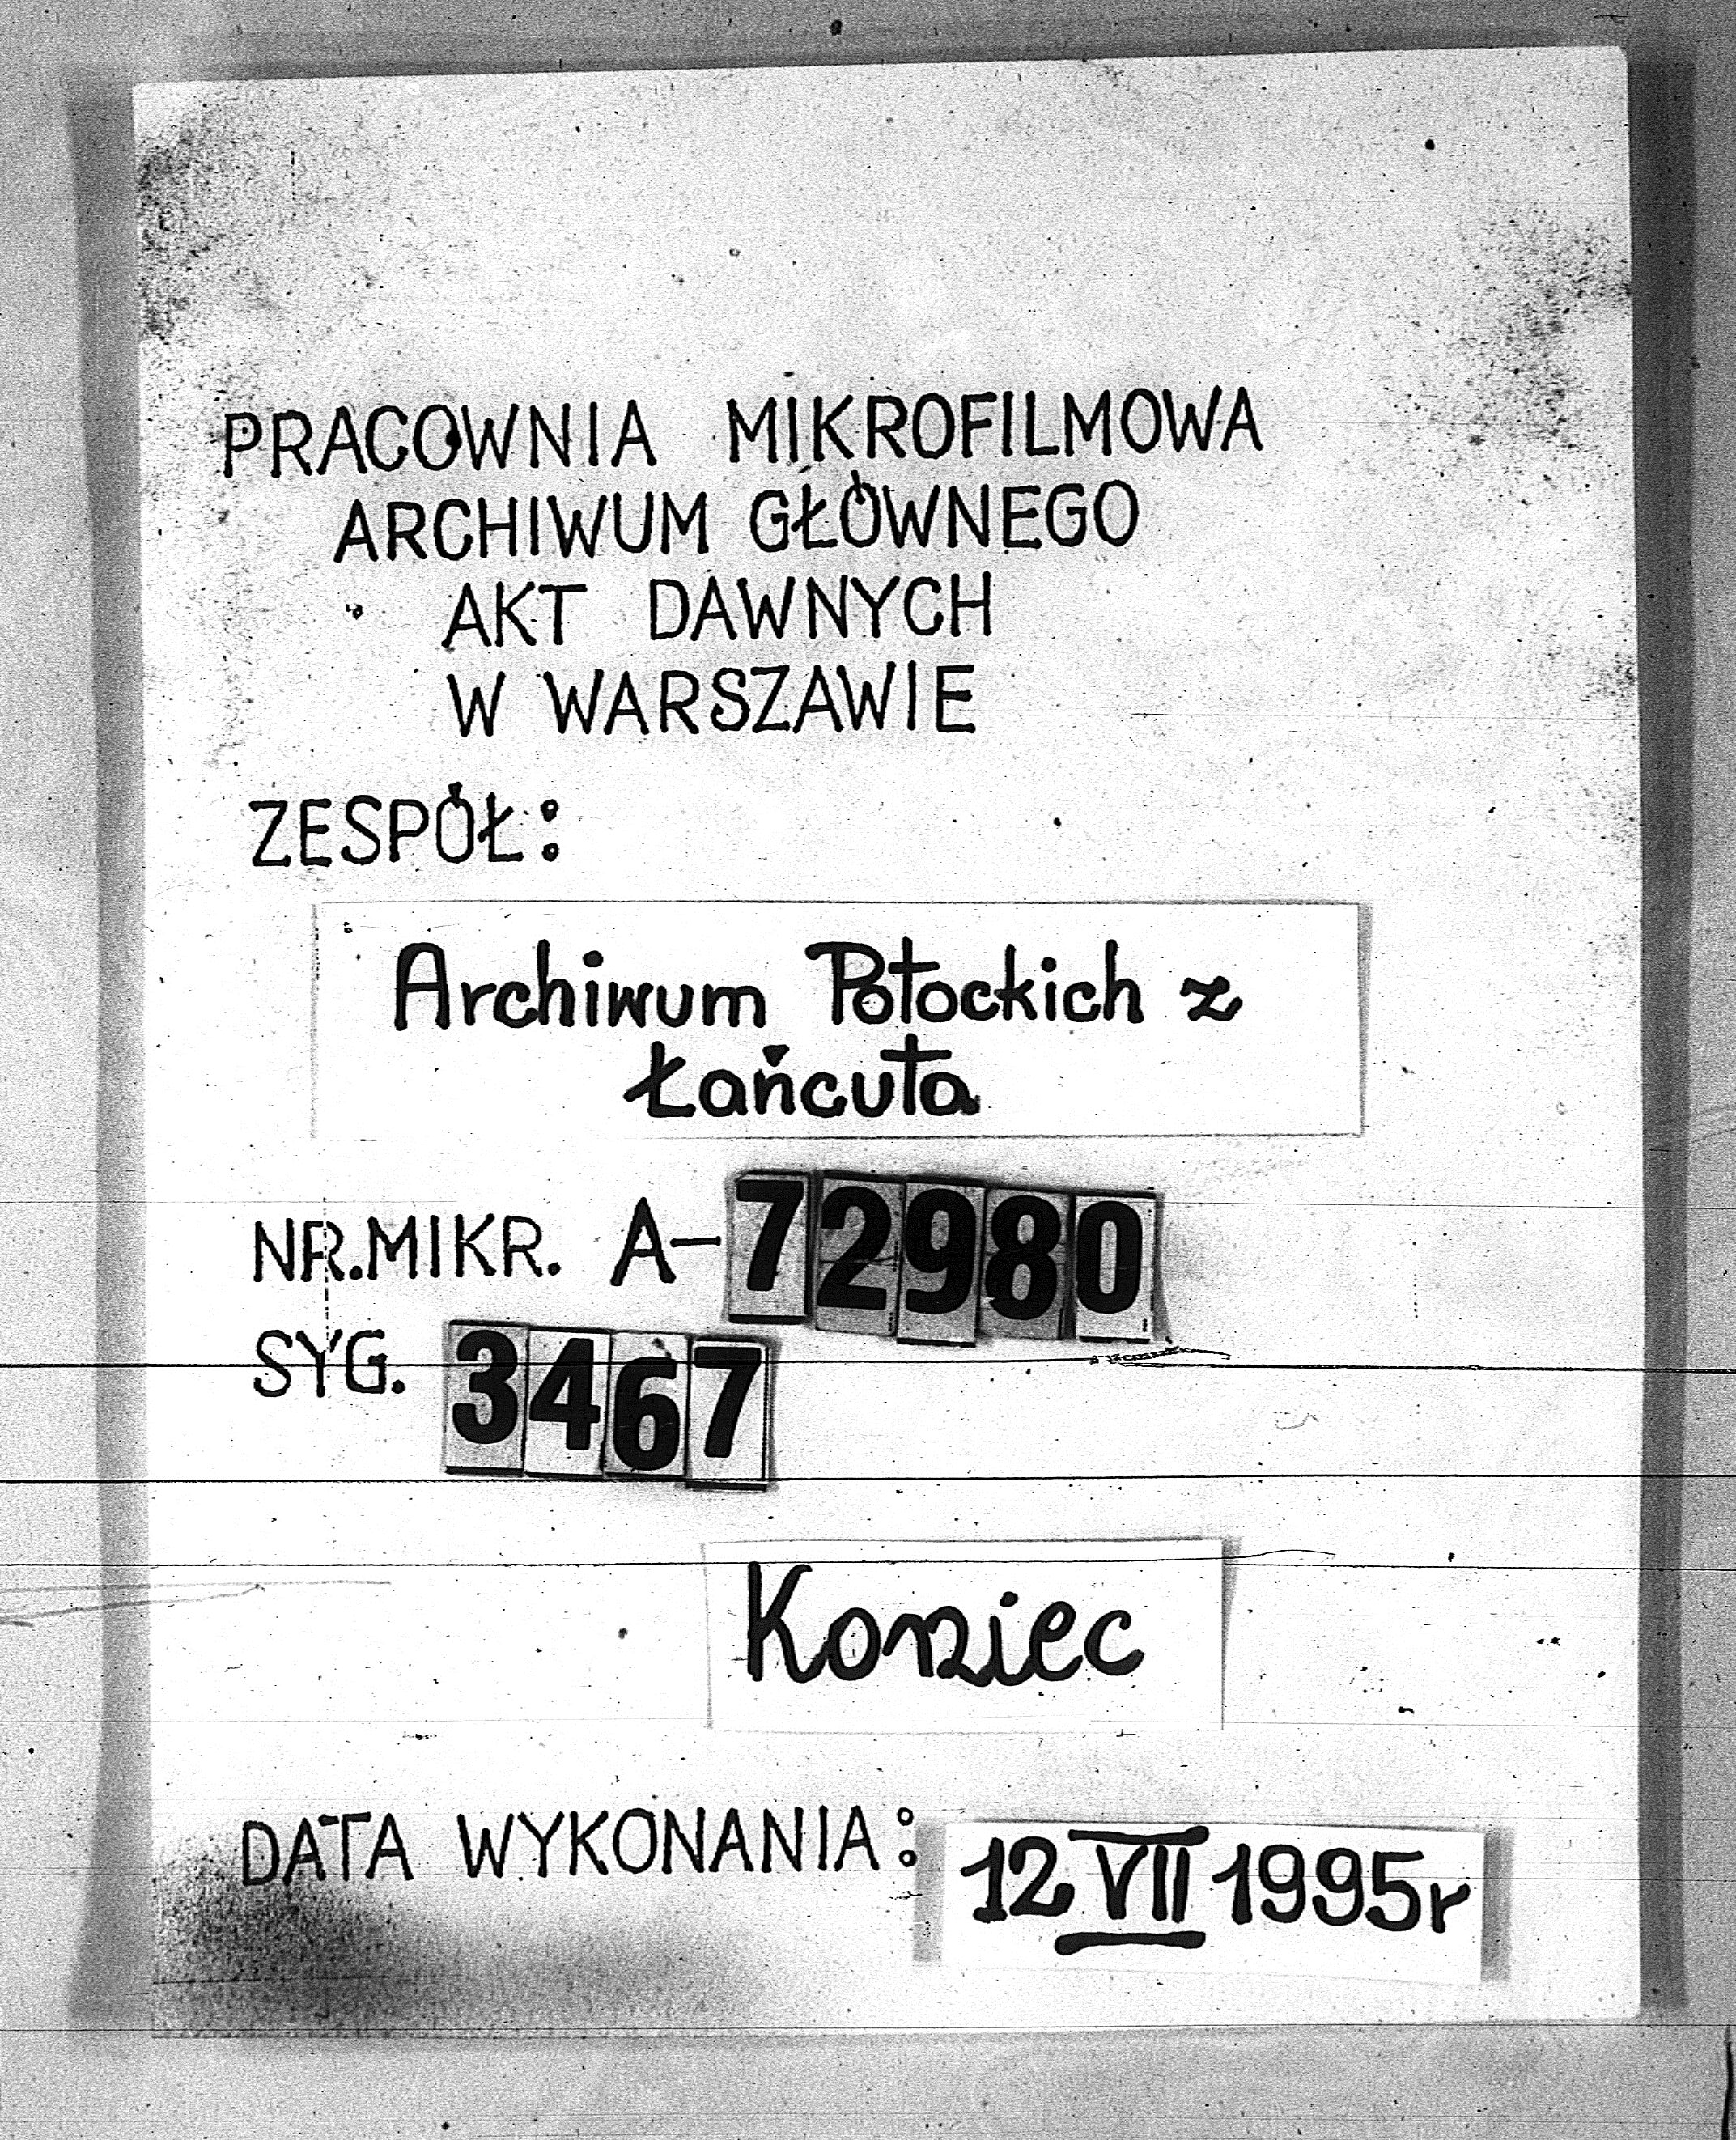 PRACOWNIA MIKROFILMOWA
ARCHIWUM GŁÓWNEGO
AKT DAWNYCH
W WARSZAWIE
ZESPÓŁ:
Archiwum Potockich z
Łańcuta
NR.MIKR. A-72980
SYG. 3467
Koniec
DATA WYKONANIA: 12 VII 1995r